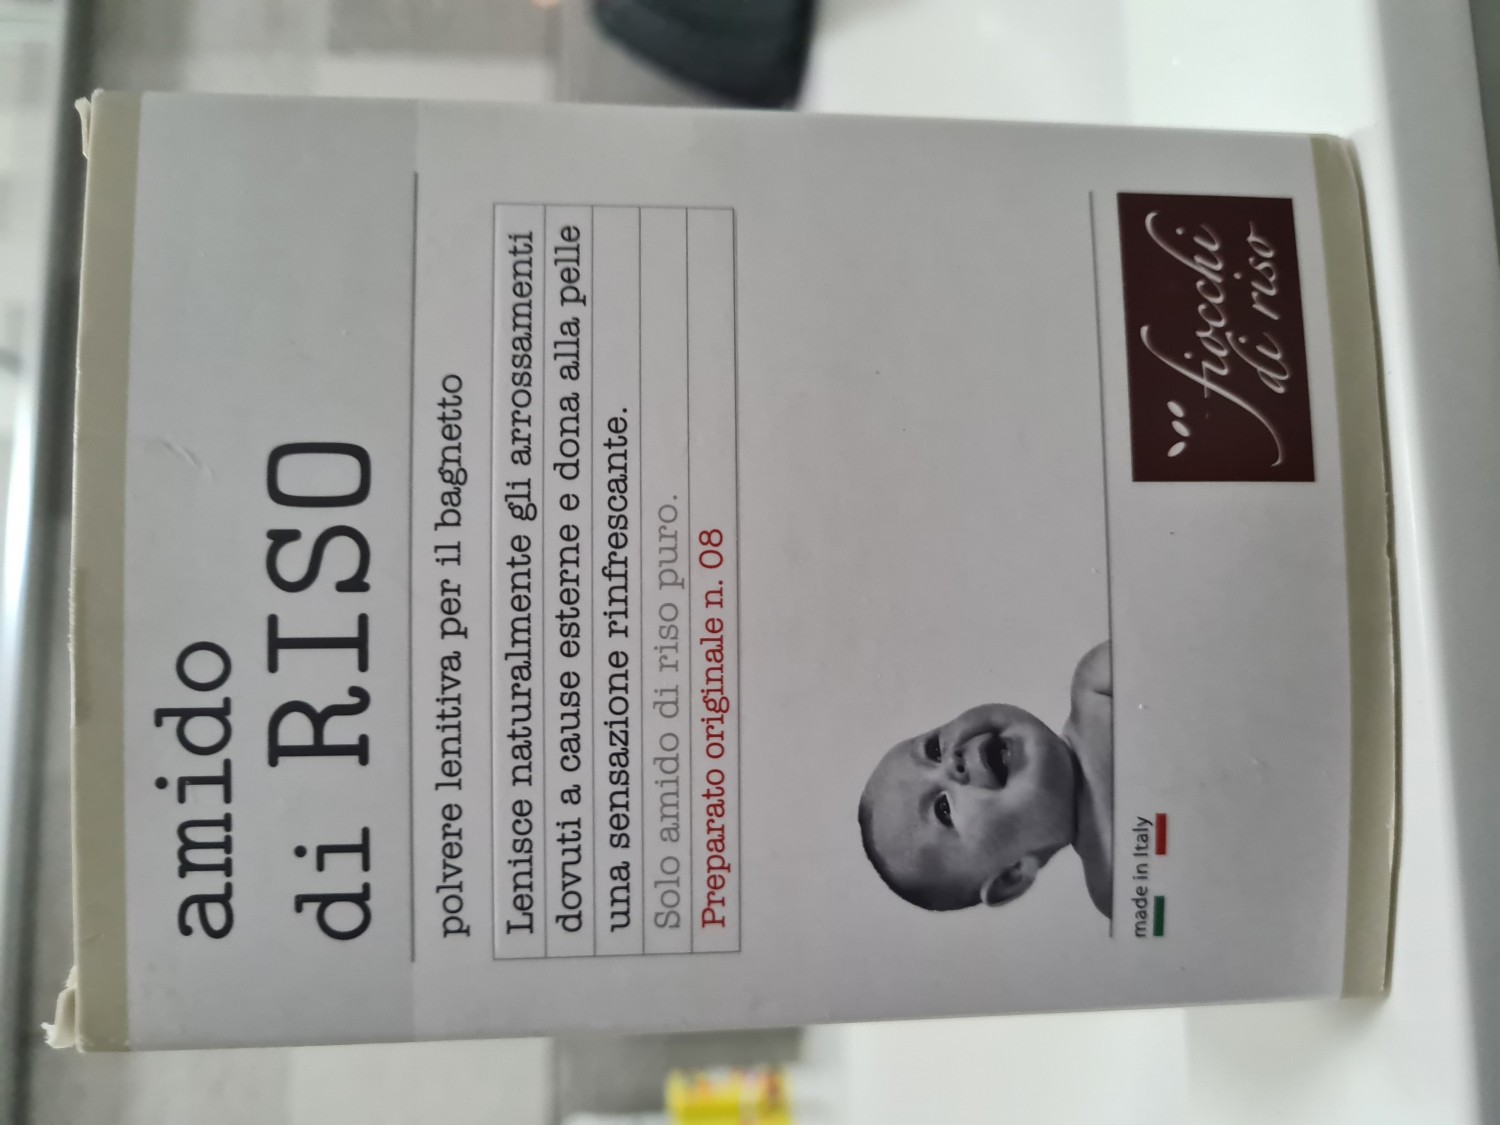 amido
di RISO
polvere lenitiva per il bagnetto
Lenisce naturalmente gli arrossamenti
dovuti a cause esterne e dona alla pelle
una sensazione rinfrescante.
Solo amido di riso puro.
Preparato originale n. 08
made in Italy
fiocchi
di riso